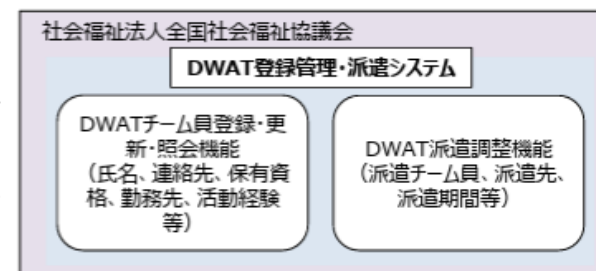 社会福祉法人全国社会福祉協議会
DWAT登録管理・派遣システム
DWATチーム員登録・更
新・照会機能
（氏名、連絡先、保有資
格、勤務先、活動経験
等）
DWAT派遣調整機能
（派遣チーム員、派遣先、
派遣期間等）